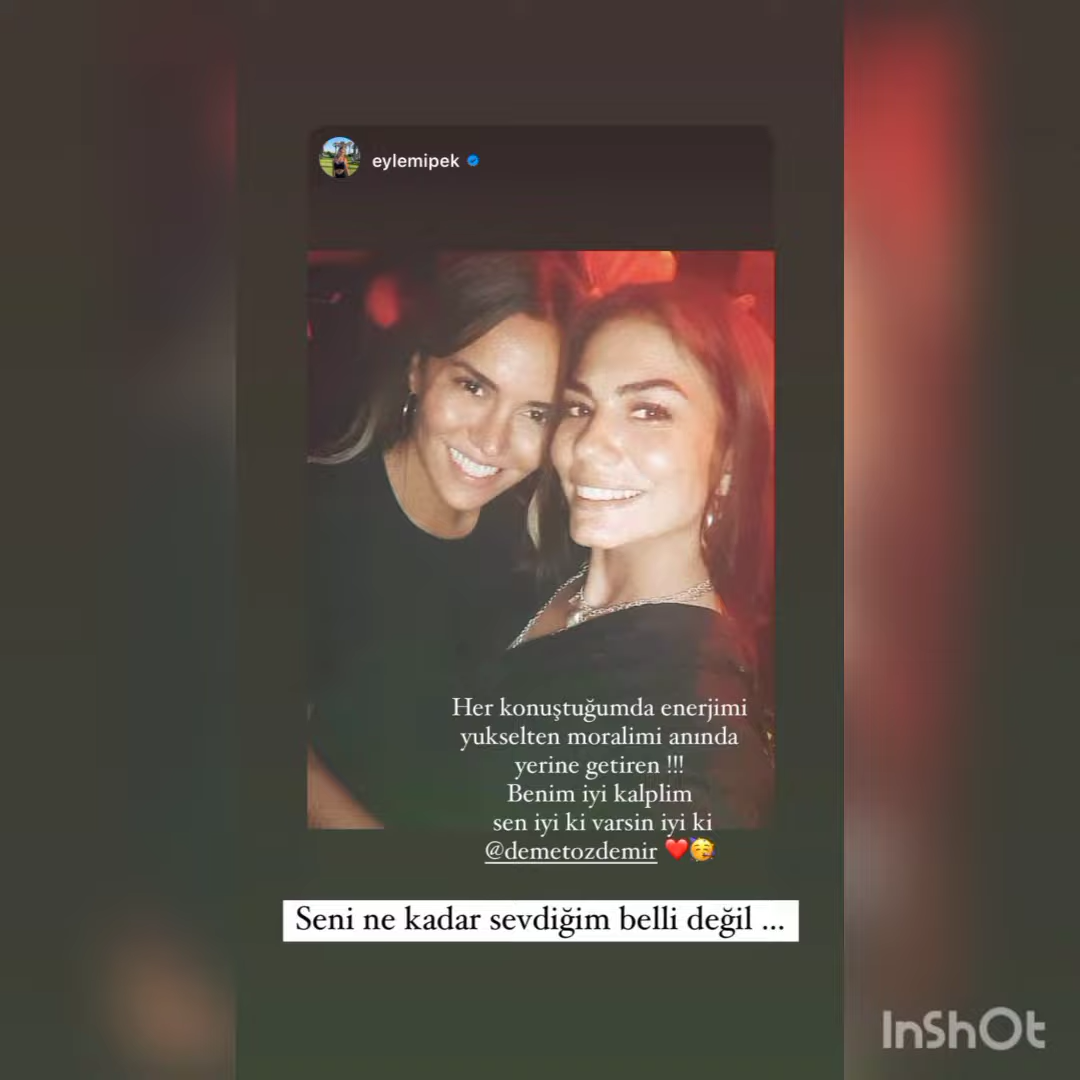 eylemipek
Her konuştuğumda enerjimi
yukselten moralimi anında
yerine getiren !!!
Benim iyi kalplim
sen iyi ki varsin iyi ki
@demetozdemir ❤️🥳
Seni ne kadar sevdiğim belli değil ...
InShOt